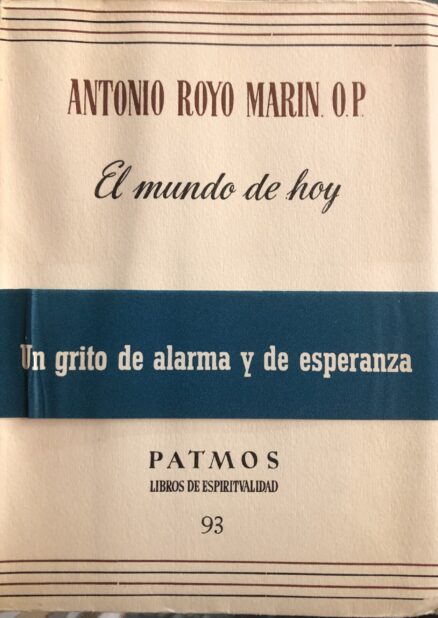 ANTONIO ROYO MARIN. O.P.
El mundo de hoy
Un grito de alarma y de esperanza
PATMOS
LIBROS DE ESPIRITVALIDAD
93